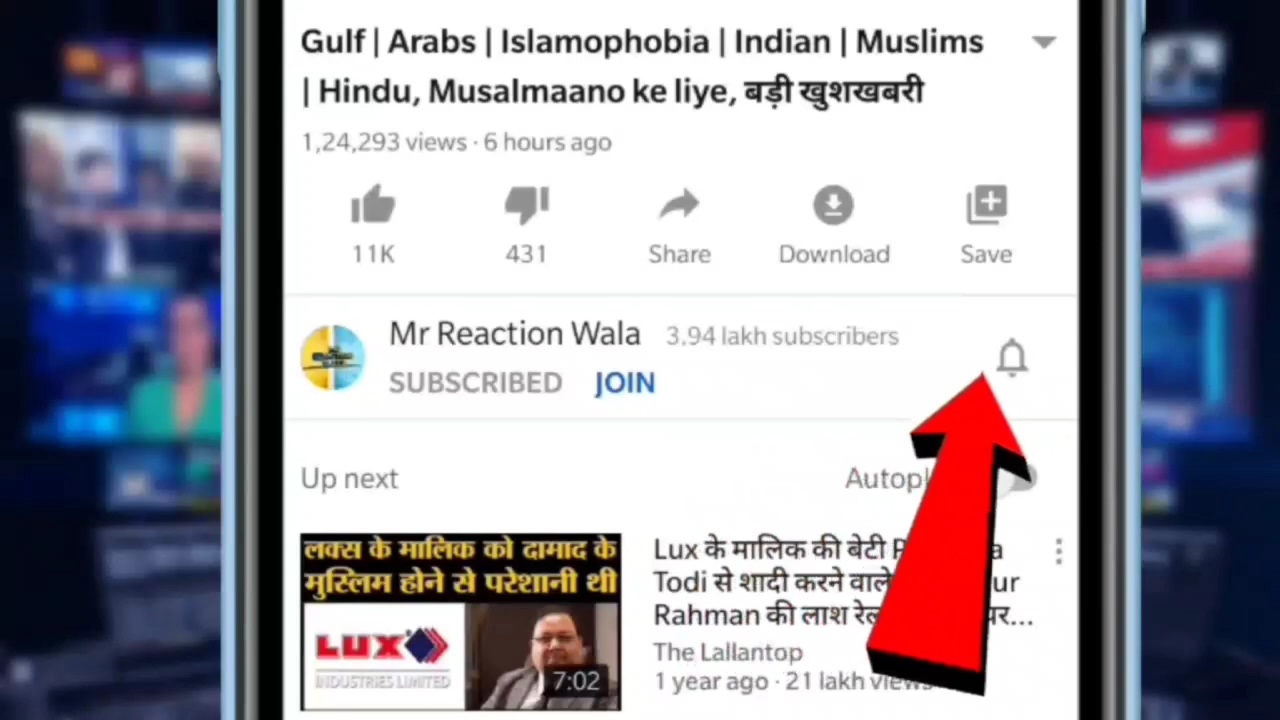 Gulf | Arabs | Islamophobia | Indian | Muslims
| Hindu, Musalmaano ke liye, बड़ी खुशखबरी
1,24,293 views · 6 hours ago
11K
431
Share
Download
Save
Mr Reaction Wala 3.94 lakh subscribers
SUBSCRIBED JOIN
Up next
लक्स के मालिक को दामाद के
मुस्लिम होने से परेशानी थी
LUX
INDUSTRIES LIMITED
7:02
Lux के मालिक की बेटी
Todi से शादी करने वाले
Rahman की लाश
The Lallantop
1 year ago · 21 lakh views